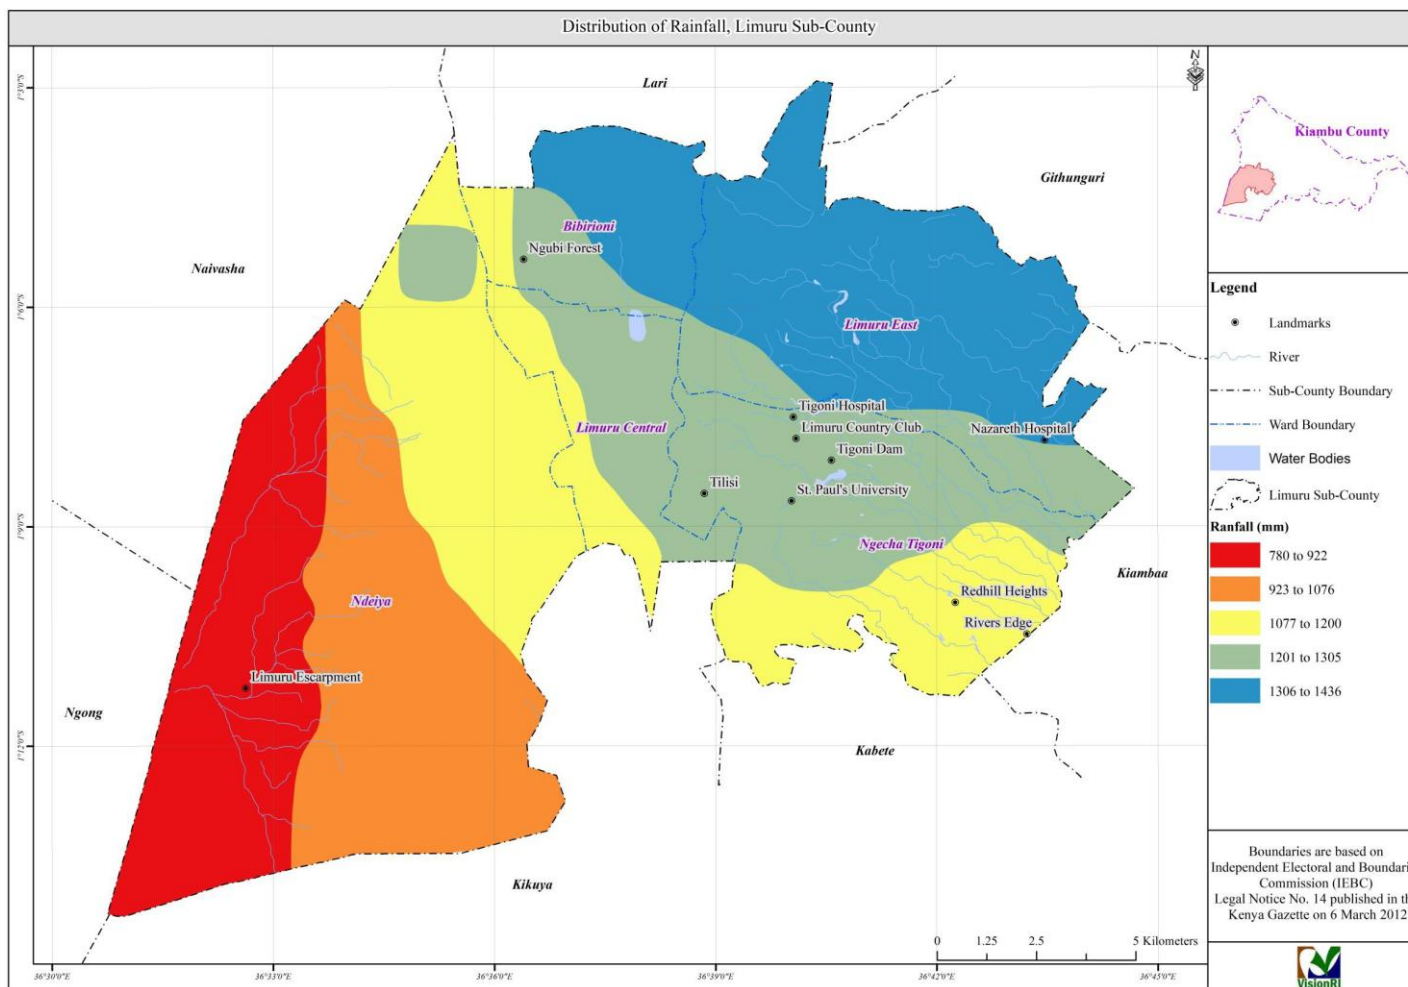 Distribution of Rainfall, Limuru Sub-County
N
Lari
Kiambu County
Githunguri
Bibirioni
Ngubi Forest
Naivasha
Limuru East
Legend
Landmarks
River
Sub-County Boundary
Ward Boundary
Water Bodies
Limuru Sub-County
Ranfall (mm)
780 to 922
923 to 1076
1077 to 1200
1201 to 1305
1306 to 1436
Tigoni Hospital
Limuru Central
Limuru Country Club
Nazareth Hospital
Tigoni Dam
Tilisi
St. Paul's University
Ngecha Tigoni
Kiambaa
Ndeiya
Redhill Heights
Rivers Edge
Limuru Escarpment
Ngong
Kabete
Kikuya
1°3'0"S
1°6'0"S
1°9'0"S
1°12'0"S
0 1.25 2.5 5 Kilometers
36°30'0"E 36°33'0"E 36°36'0"E 36°39'0"E 36°42'0"E 36°45'0"E
Boundaries are based on
Independent Electoral and Boundari
Commission (IEBC)
Legal Notice No. 14 published in th
Kenya Gazette on 6 March 2012
VisionRI